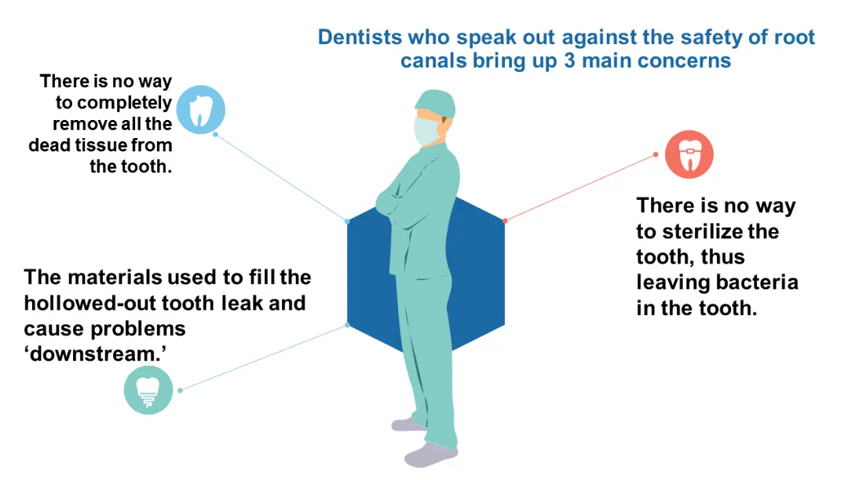 Dentists who speak out against the safety of root
canals bring up 3 main concerns
There is no way
to completely
remove all the
dead tissue from
the tooth.
There is no way
to sterilize the
tooth, thus
leaving bacteria
in the tooth.
The materials used to fill the
hollowed-out tooth leak and
cause problems
‘downstream.’